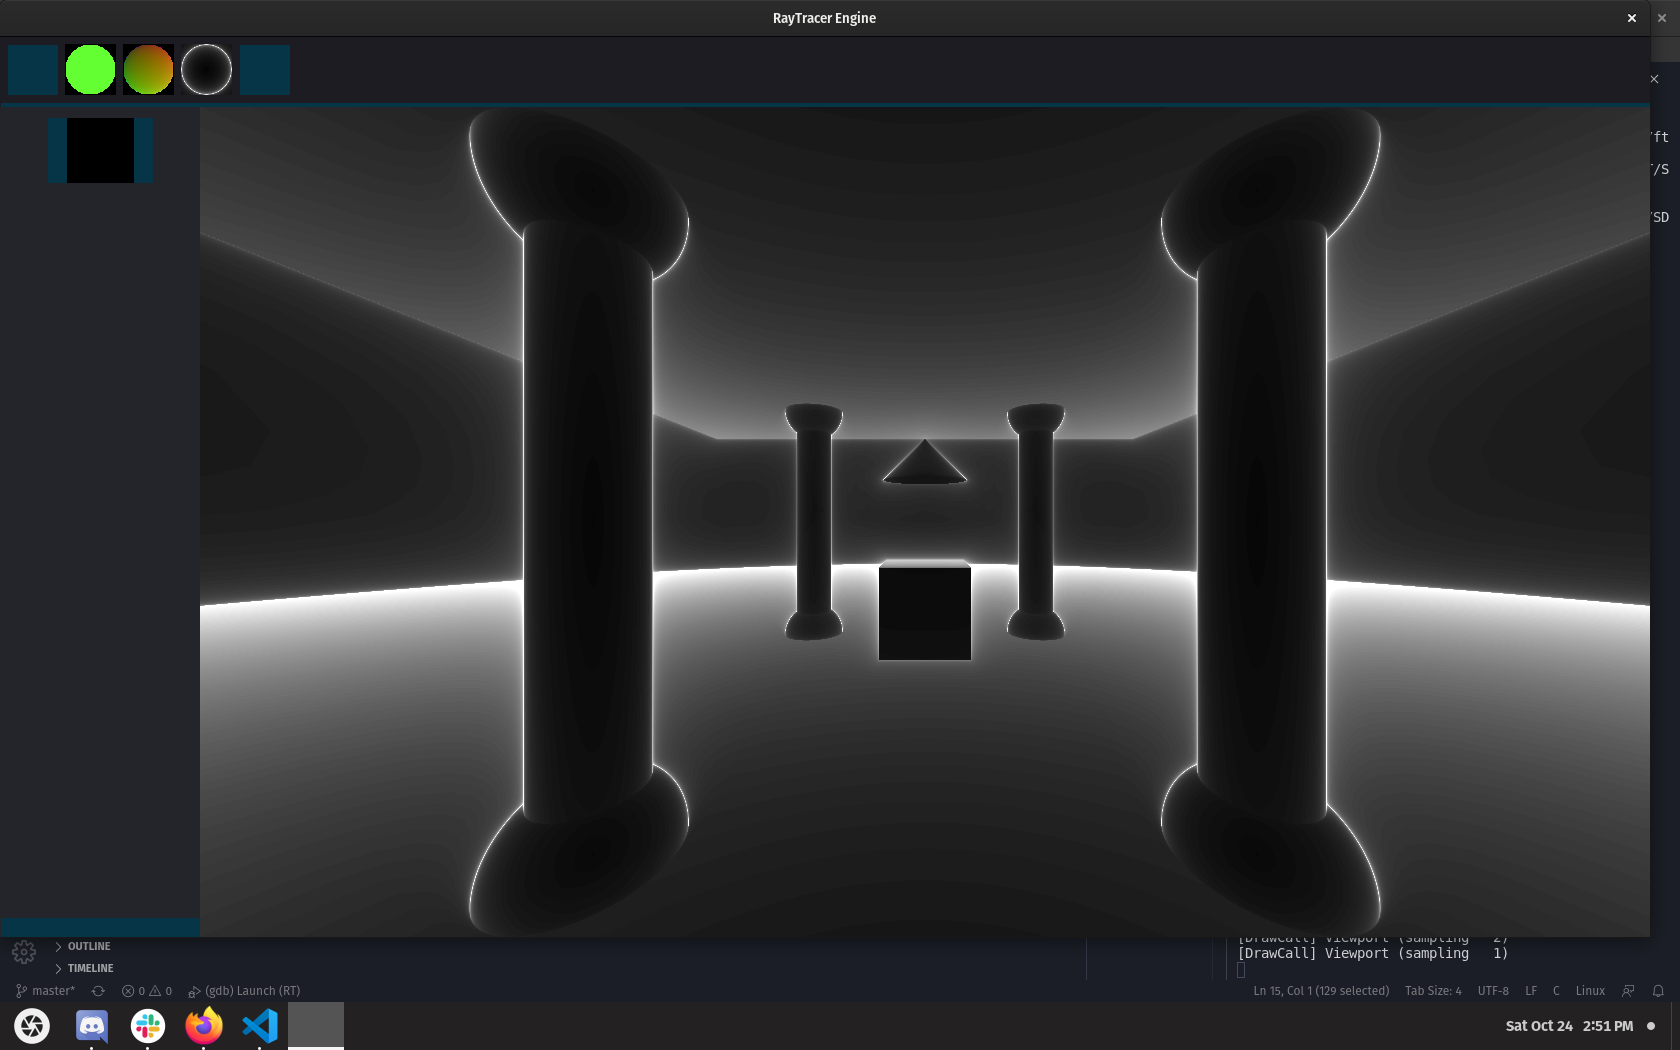 RayTracer Engine
/ft
/S
/SD
[DrawCall] Viewport (sampling 2)
[DrawCall] Viewport (sampling 1)
OUTLINE
TIMELINE
master* 0 0 (gdb) Launch (RT) Ln 15, Col 1 (129 selected) Tab Size: 4 UTF-8 LF C Linux
Sat Oct 24 2:51 PM